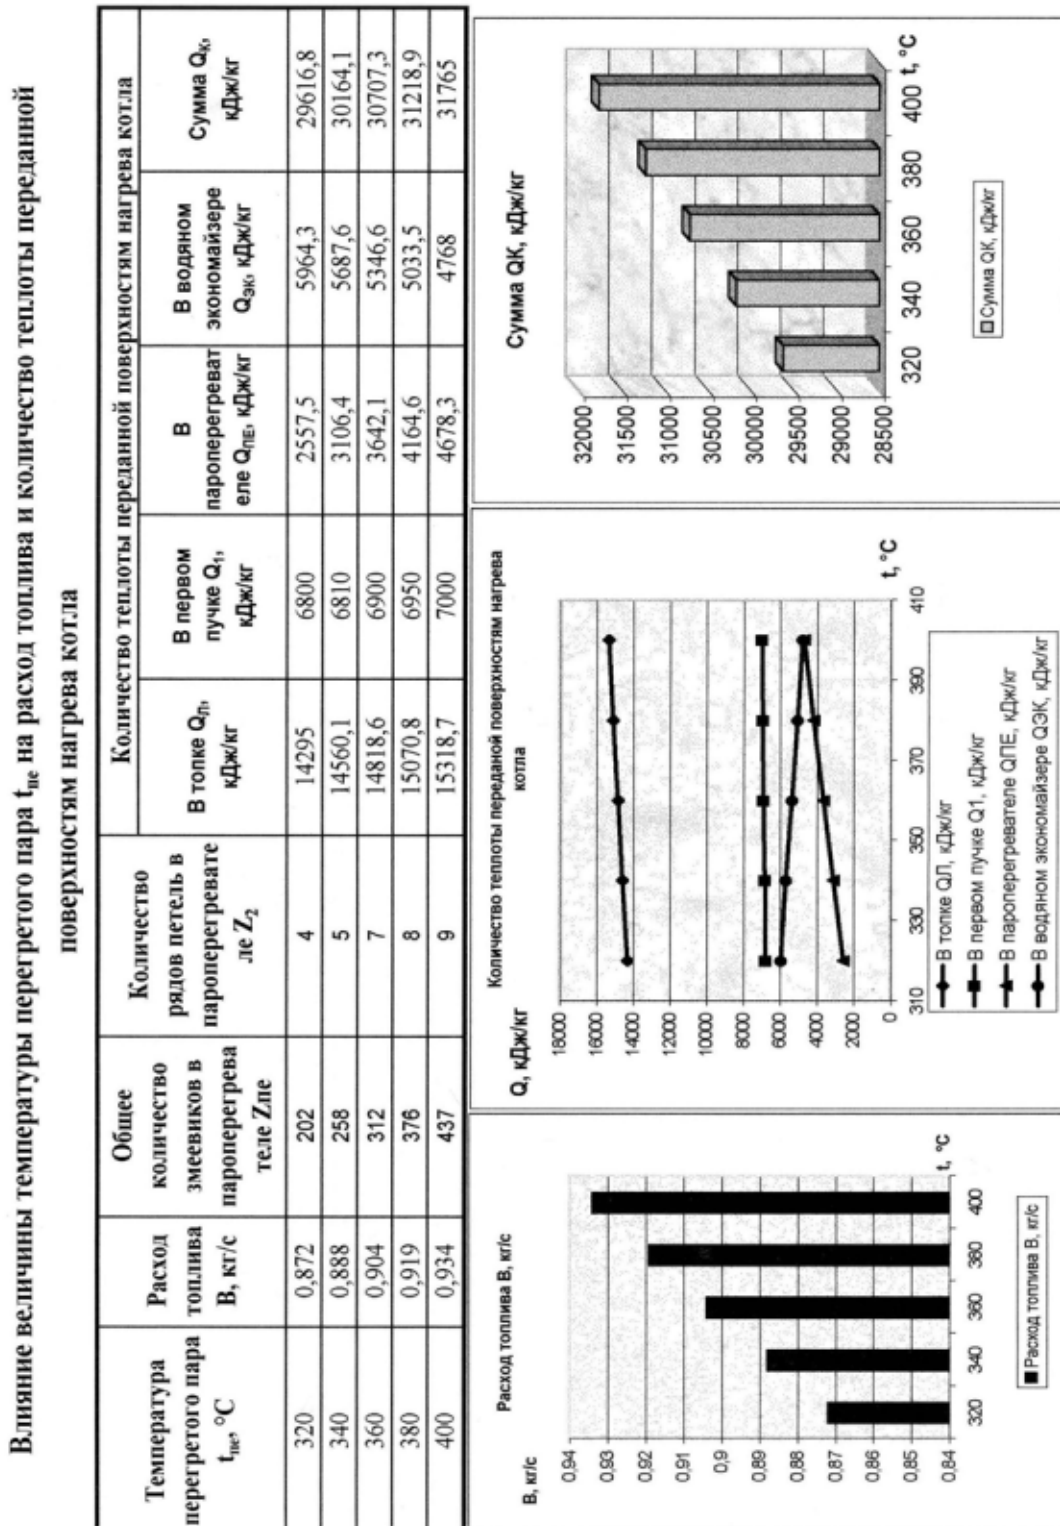 Влияние величины температуры перегретого пара tпе на расход топлива и количество теплоты переданной
поверхностям нагрева котла
Температура
перегретого пара
tпе, °С
Расход
топлива
В, кг/с
Общее
количество
змеевиков в
пароперегрева
теле Zпе
Количество
рядов петель в
пароперегревате
ле Z2
Количество теплоты переданной поверхностям нагрева котла
В топке Qл,
кДж/кг
В первом
пучке Q1,
кДж/кг
В
пароперегреват
еле QПЕ, кДж/кг
В водяном
экономайзере
QЭК, кДж/кг
Сумма QК,
кДж/кг
320 0,872 202 4 14295 6800 2557,5 5964,3 29616,8
340 0,888 258 5 14560,1 6810 3106,4 5687,6 30164,1
360 0,904 312 7 14818,6 6900 3642,1 5346,6 30707,3
380 0,919 376 8 15070,8 6950 4164,6 5033,5 31218,9
400 0,934 437 9 15318,7 7000 4678,3 4768 31765
В, кг/с
Расход топлива В, кг/с
0,94
0,93
0,92
0,91
0,9
0,89
0,88
0,87
0,86
0,85
0,84
320 340 360 380 400 t, °С
Расход топлива В, кг/с
Q, кДж/кг
Количество теплоты переданой поверхностям нагрева
котла
18000
16000
14000
12000
10000
8000
6000
4000
2000
0
310 330 350 370 390 410 t, °С
В топке QЛ, кДж/кг
В первом пучке Q1, кДж/кг
В пароперегревателе QПЕ, кДж/кг
В водяном экономайзере QЭК, кДж/кг
Сумма QК, кДж/кг
32000
31500
31000
30500
30000
29500
29000
28500
320 340 360 380 400 t, °С
Сумма QК, кДж/кг